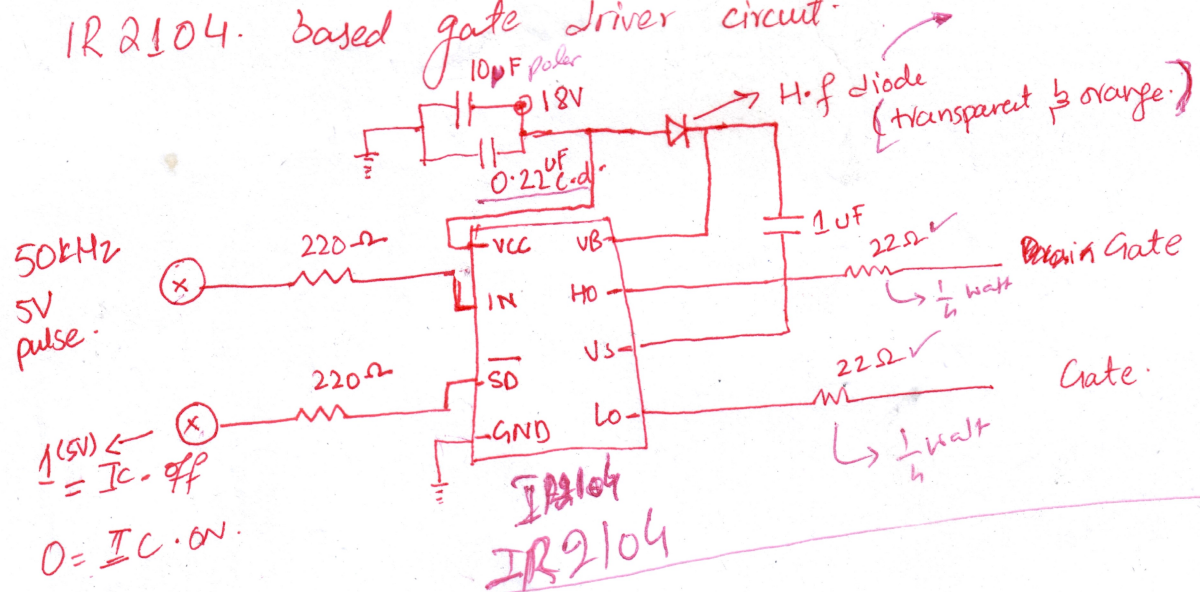 IR2104. based gate driver circuit.
10µF polar
18V
H.f diode
(transparent & orange.)
0.22uF C.d.
50kHz
5V
pulse.
220Ω
VCC
VB
1UF
22Ω
Gate
1/4 watt
IN
HO
VS
22Ω
Gate.
220Ω
SD
LO
1/4 watt
GND
1(5V)
= IC. off
0 = IC. ON.
IR2104
IR2104